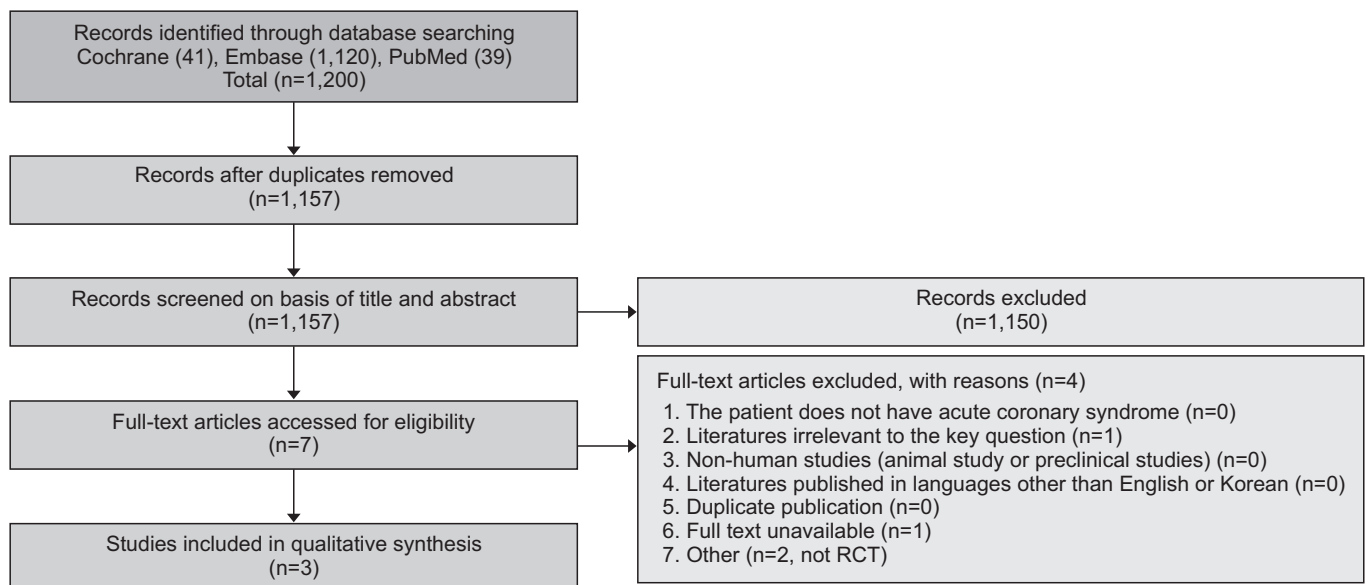 Records identified through database searching
Cochrane (41), Embase (1,120), PubMed (39)
Total (n=1,200)
Records after duplicates removed
(n=1,157)
Records screened on basis of title and abstract
(n=1,157)
Records excluded
(n=1,150)
Full-text articles accessed for eligibility
(n=7)
Full-text articles excluded, with reasons (n=4)
1. The patient does not have acute coronary syndrome (n=0)
2. Literatures irrelevant to the key question (n=1)
3. Non-human studies (animal study or preclinical studies) (n=0)
4. Literatures published in languages other than English or Korean (n=0)
5. Duplicate publication (n=0)
6. Full text unavailable (n=1)
7. Other (n=2, not RCT)
Studies included in qualitative synthesis
(n=3)